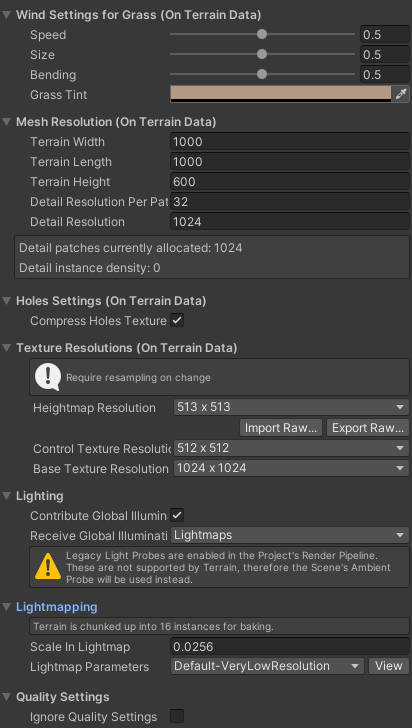 Wind Settings for Grass (On Terrain Data)
Speed 0.5
Size 0.5
Bending 0.5
Grass Tint
Mesh Resolution (On Terrain Data)
Terrain Width 1000
Terrain Length 1000
Terrain Height 600
Detail Resolution Per Pat 32
Detail Resolution 1024
Detail patches currently allocated: 1024
Detail instance density: 0
Holes Settings (On Terrain Data)
Compress Holes Texture
Texture Resolutions (On Terrain Data)
Require resampling on change
Heightmap Resolution 513 x 513
Import Raw... Export Raw...
Control Texture Resolutic 512 x 512
Base Texture Resolution 1024 x 1024
Lighting
Contribute Global Illumin
Receive Global Illuminati Lightmaps
Legacy Light Probes are enabled in the Project's Render Pipeline.
These are not supported by Terrain, therefore the Scene's Ambient
Probe will be used instead.
Lightmapping
Terrain is chunked up into 16 instances for baking.
Scale In Lightmap 0.0256
Lightmap Parameters Default-VeryLowResolution View
Quality Settings
Ignore Quality Settings